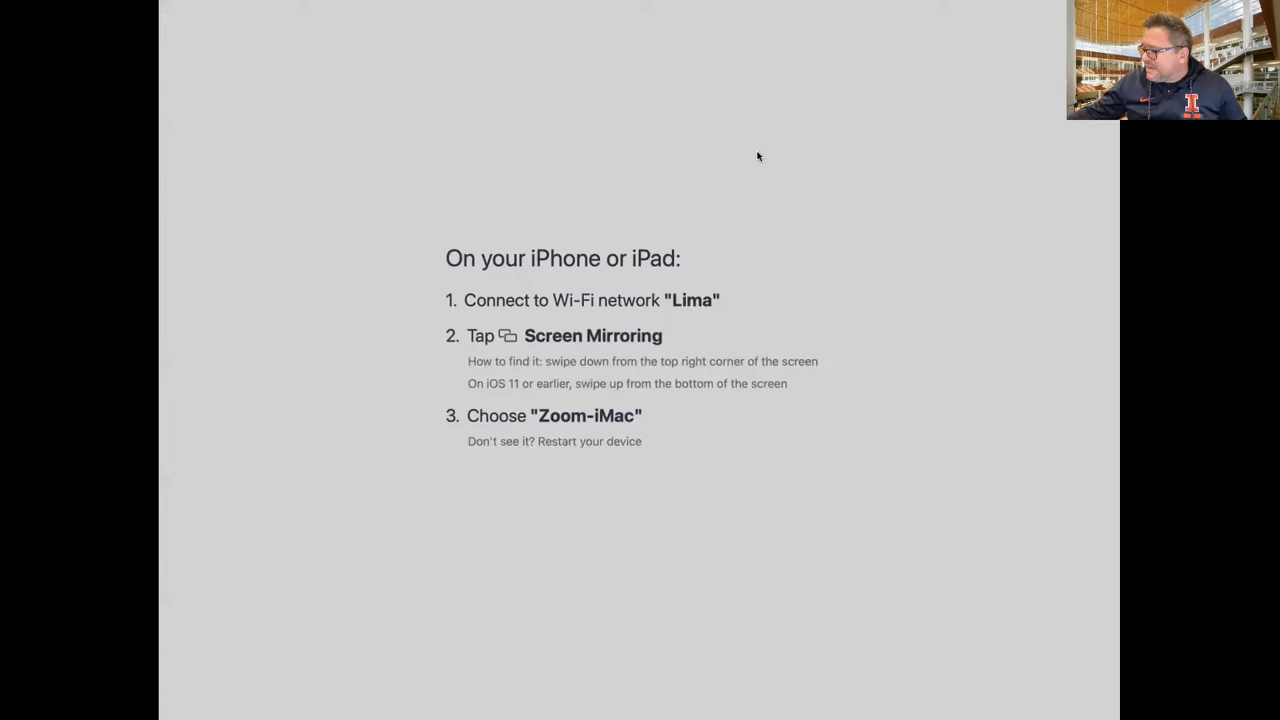 On your iPhone or iPad:
1. Connect to Wi-Fi network "Lima"
2. Tap Screen Mirroring
How to find it: swipe down from the top right corner of the screen
On iOS 11 or earlier, swipe up from the bottom of the screen
3. Choose "Zoom-iMac"
Don't see it? Restart your device
I